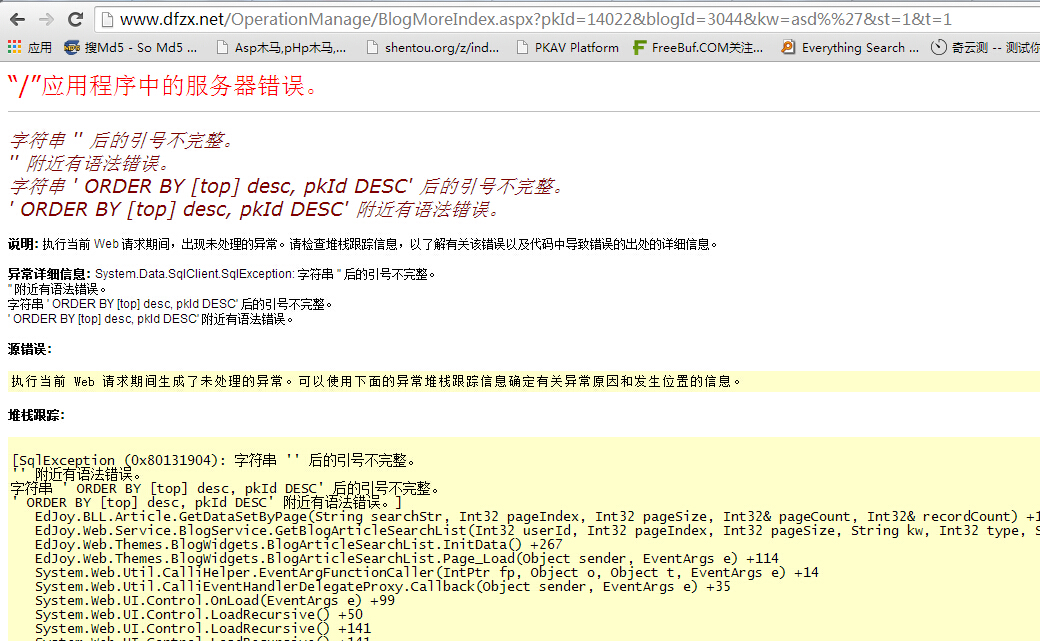 www.dfzx.net/OperationManage/BlogMoreIndex.aspx?pkId=14022&blogId=3044&kw=asd%%27&st=1&t=1
应用 搜Md5 - So Md5 ... Asp木马,pHp木马,... shentou.org/z/ind... PKAV Platform FreeBuf.COM关注... Everything Search ... 奇云测 -- 测试你
“/”应用程序中的服务器错误。
字符串 '' 后的引号不完整。
'' 附近有语法错误。
字符串 ' ORDER BY [top] desc, pkId DESC' 后的引号不完整。
' ORDER BY [top] desc, pkId DESC' 附近有语法错误。
说明: 执行当前 Web 请求期间，出现未处理的异常。请检查堆栈跟踪信息，以了解有关该错误以及代码中导致错误的出处的详细信息。
异常详细信息: System.Data.SqlClient.SqlException: 字符串 '' 后的引号不完整。
'' 附近有语法错误。
字符串 ' ORDER BY [top] desc, pkId DESC' 后的引号不完整。
' ORDER BY [top] desc, pkId DESC' 附近有语法错误。
源错误:
执行当前 Web 请求期间生成了未处理的异常。可以使用下面的异常堆栈跟踪信息确定有关异常原因和发生位置的信息。
堆栈跟踪:
[SqlException (0x80131904): 字符串 '' 后的引号不完整。
'' 附近有语法错误。
字符串 ' ORDER BY [top] desc, pkId DESC' 后的引号不完整。
' ORDER BY [top] desc, pkId DESC' 附近有语法错误。]
EdJoy.BLL.Article.GetDataSetByPage(String searchStr, Int32 pageIndex, Int32 pageSize, Int32& pageCount, Int32& recordCount) +1
EdJoy.Web.Service.BlogService.GetBlogArticleSearchList(Int32 userId, Int32 pageIndex, Int32 pageSize, String kw, Int32 type, S
EdJoy.Web.Themes.BlogWidgets.BlogArticleSearchList.InitData() +267
EdJoy.Web.Themes.BlogWidgets.BlogArticleSearchList.Page_Load(Object sender, EventArgs e) +114
System.Web.Util.CalliHelper.EventArgFunctionCaller(IntPtr fp, Object o, Object t, EventArgs e) +14
System.Web.Util.CalliEventHandlerDelegateProxy.Callback(Object sender, EventArgs e) +35
System.Web.UI.Control.OnLoad(EventArgs e) +99
System.Web.UI.Control.LoadRecursive() +50
System.Web.UI.Control.LoadRecursive() +141
System.Web.UI.Control.LoadRecursive() +141